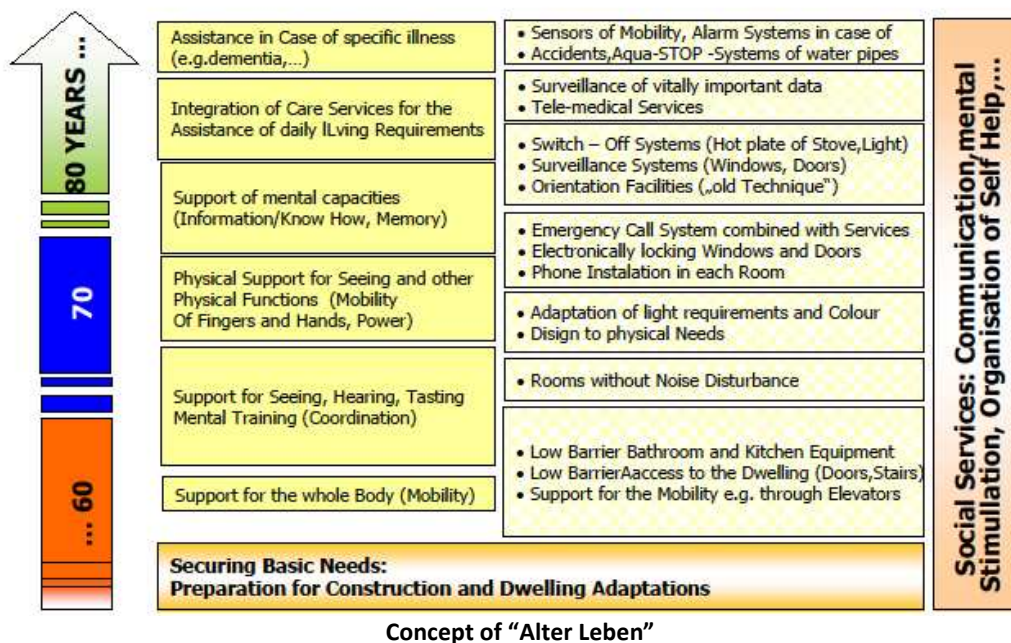 80 YEARS ...
70
... 60
Assistance in Case of specific illness
(e.g.dementia,...)
Integration of Care Services for the
Assistance of daily lLving Requirements
Support of mental capacities
(Information/Know How, Memory)
Physical Support for Seeing and other
Physical Functions (Mobility
Of Fingers and Hands, Power)
Support for Seeing, Hearing, Tasting
Mental Training (Coordination)
Support for the whole Body (Mobility)
• Sensors of Mobility, Alarm Systems in case of
• Accidents,Aqua-STOP -Systems of water pipes
• Surveillance of vitally important data
• Tele-medical Services
• Switch – Off Systems (Hot plate of Stove,Light)
• Surveillance Systems (Windows, Doors)
• Orientation Facilities („old Technique“)
• Emergency Call System combined with Services
• Electronically locking Windows and Doors
• Phone Instalation in each Room
• Adaptation of light requirements and Colour
• Disign to physical Needs
• Rooms without Noise Disturbance
• Low Barrier Bathroom and Kitchen Equipment
• Low BarrierAaccess to the Dwelling (Doors,Stairs)
• Support for the Mobility e.g. through Elevators
Securing Basic Needs:
Preparation for Construction and Dwelling Adaptations
Social Services: Communication,mental
Stimullation, Organisation of Self Help,...
Concept of “Alter Leben”